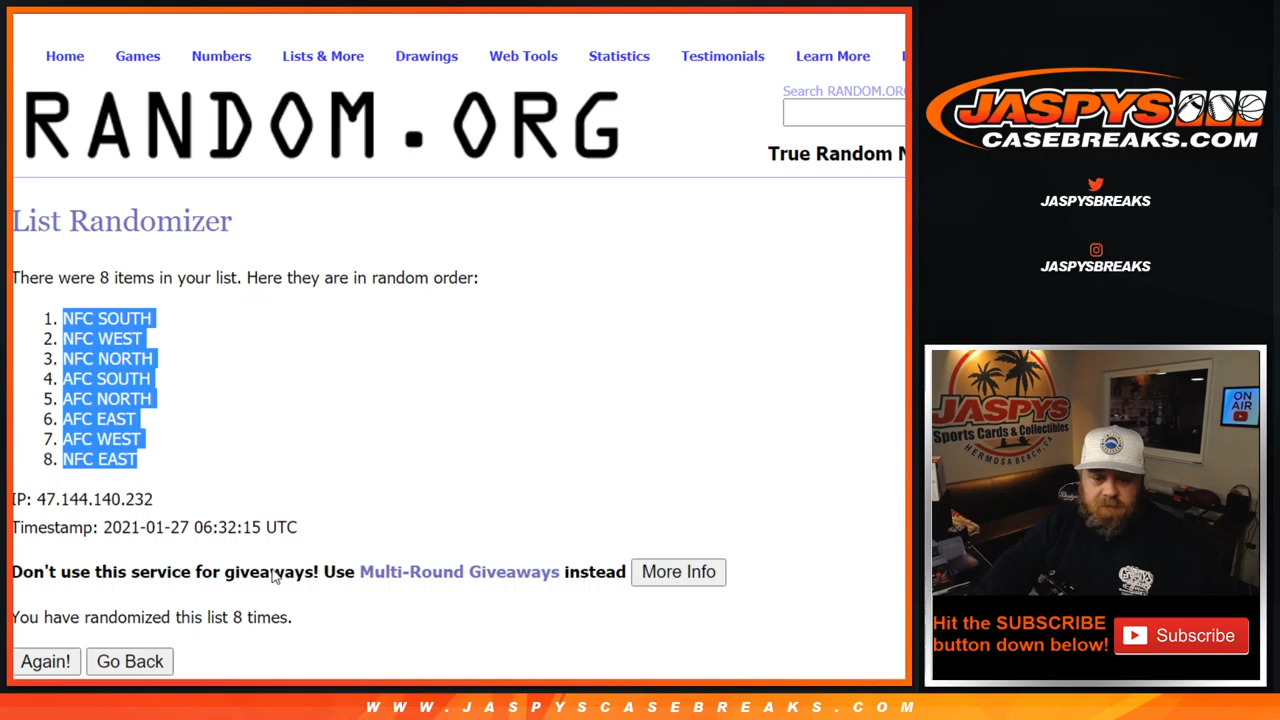 Home Games Numbers Lists & More Drawings Web Tools Statistics Testimonials Learn More
Search RANDOM.ORG
RANDOM.ORG
True Random N
List Randomizer
There were 8 items in your list. Here they are in random order:
1. NFC SOUTH
2. NFC WEST
3. NFC NORTH
4. AFC SOUTH
5. AFC NORTH
6. AFC EAST
7. AFC WEST
8. NFC EAST
IP: 47.144.140.232
Timestamp: 2021-01-27 06:32:15 UTC
Don't use this service for giveaways! Use Multi-Round Giveaways instead More Info
You have randomized this list 8 times.
Again! Go Back
JASPYS
CASEBREAKS.COM
JASPYSBREAKS
JASPYSBREAKS
JASPYS
Sports Cards & Collectibles
HERMOSA BEACH, CA
ON
AIR
Hit the SUBSCRIBE
button down below!
Subscribe
WWW.JASPYSCASEBREAKS.COM